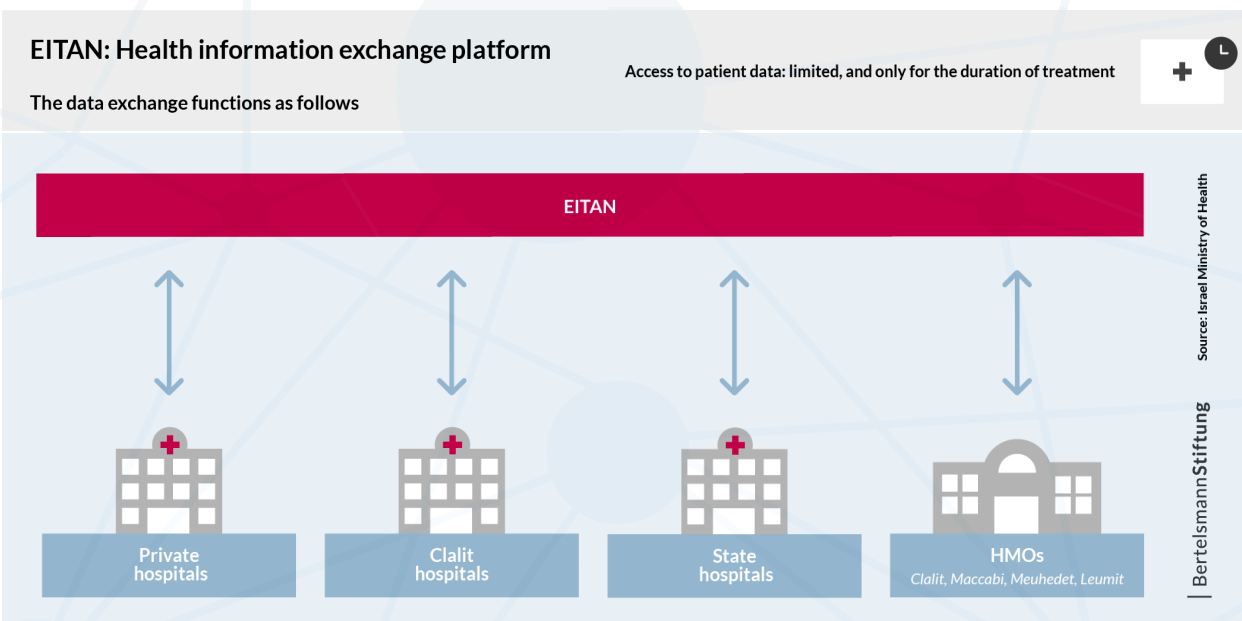 EITAN: Health information exchange platform
The data exchange functions as follows
Access to patient data: limited, and only for the duration of treatment
EITAN
Private
hospitals
Clalit
hospitals
State
hospitals
HMOs
Clalit, Maccabi, Meuhedet, Leumit
Source: Israel Ministry of Health
BertelsmannStiftung